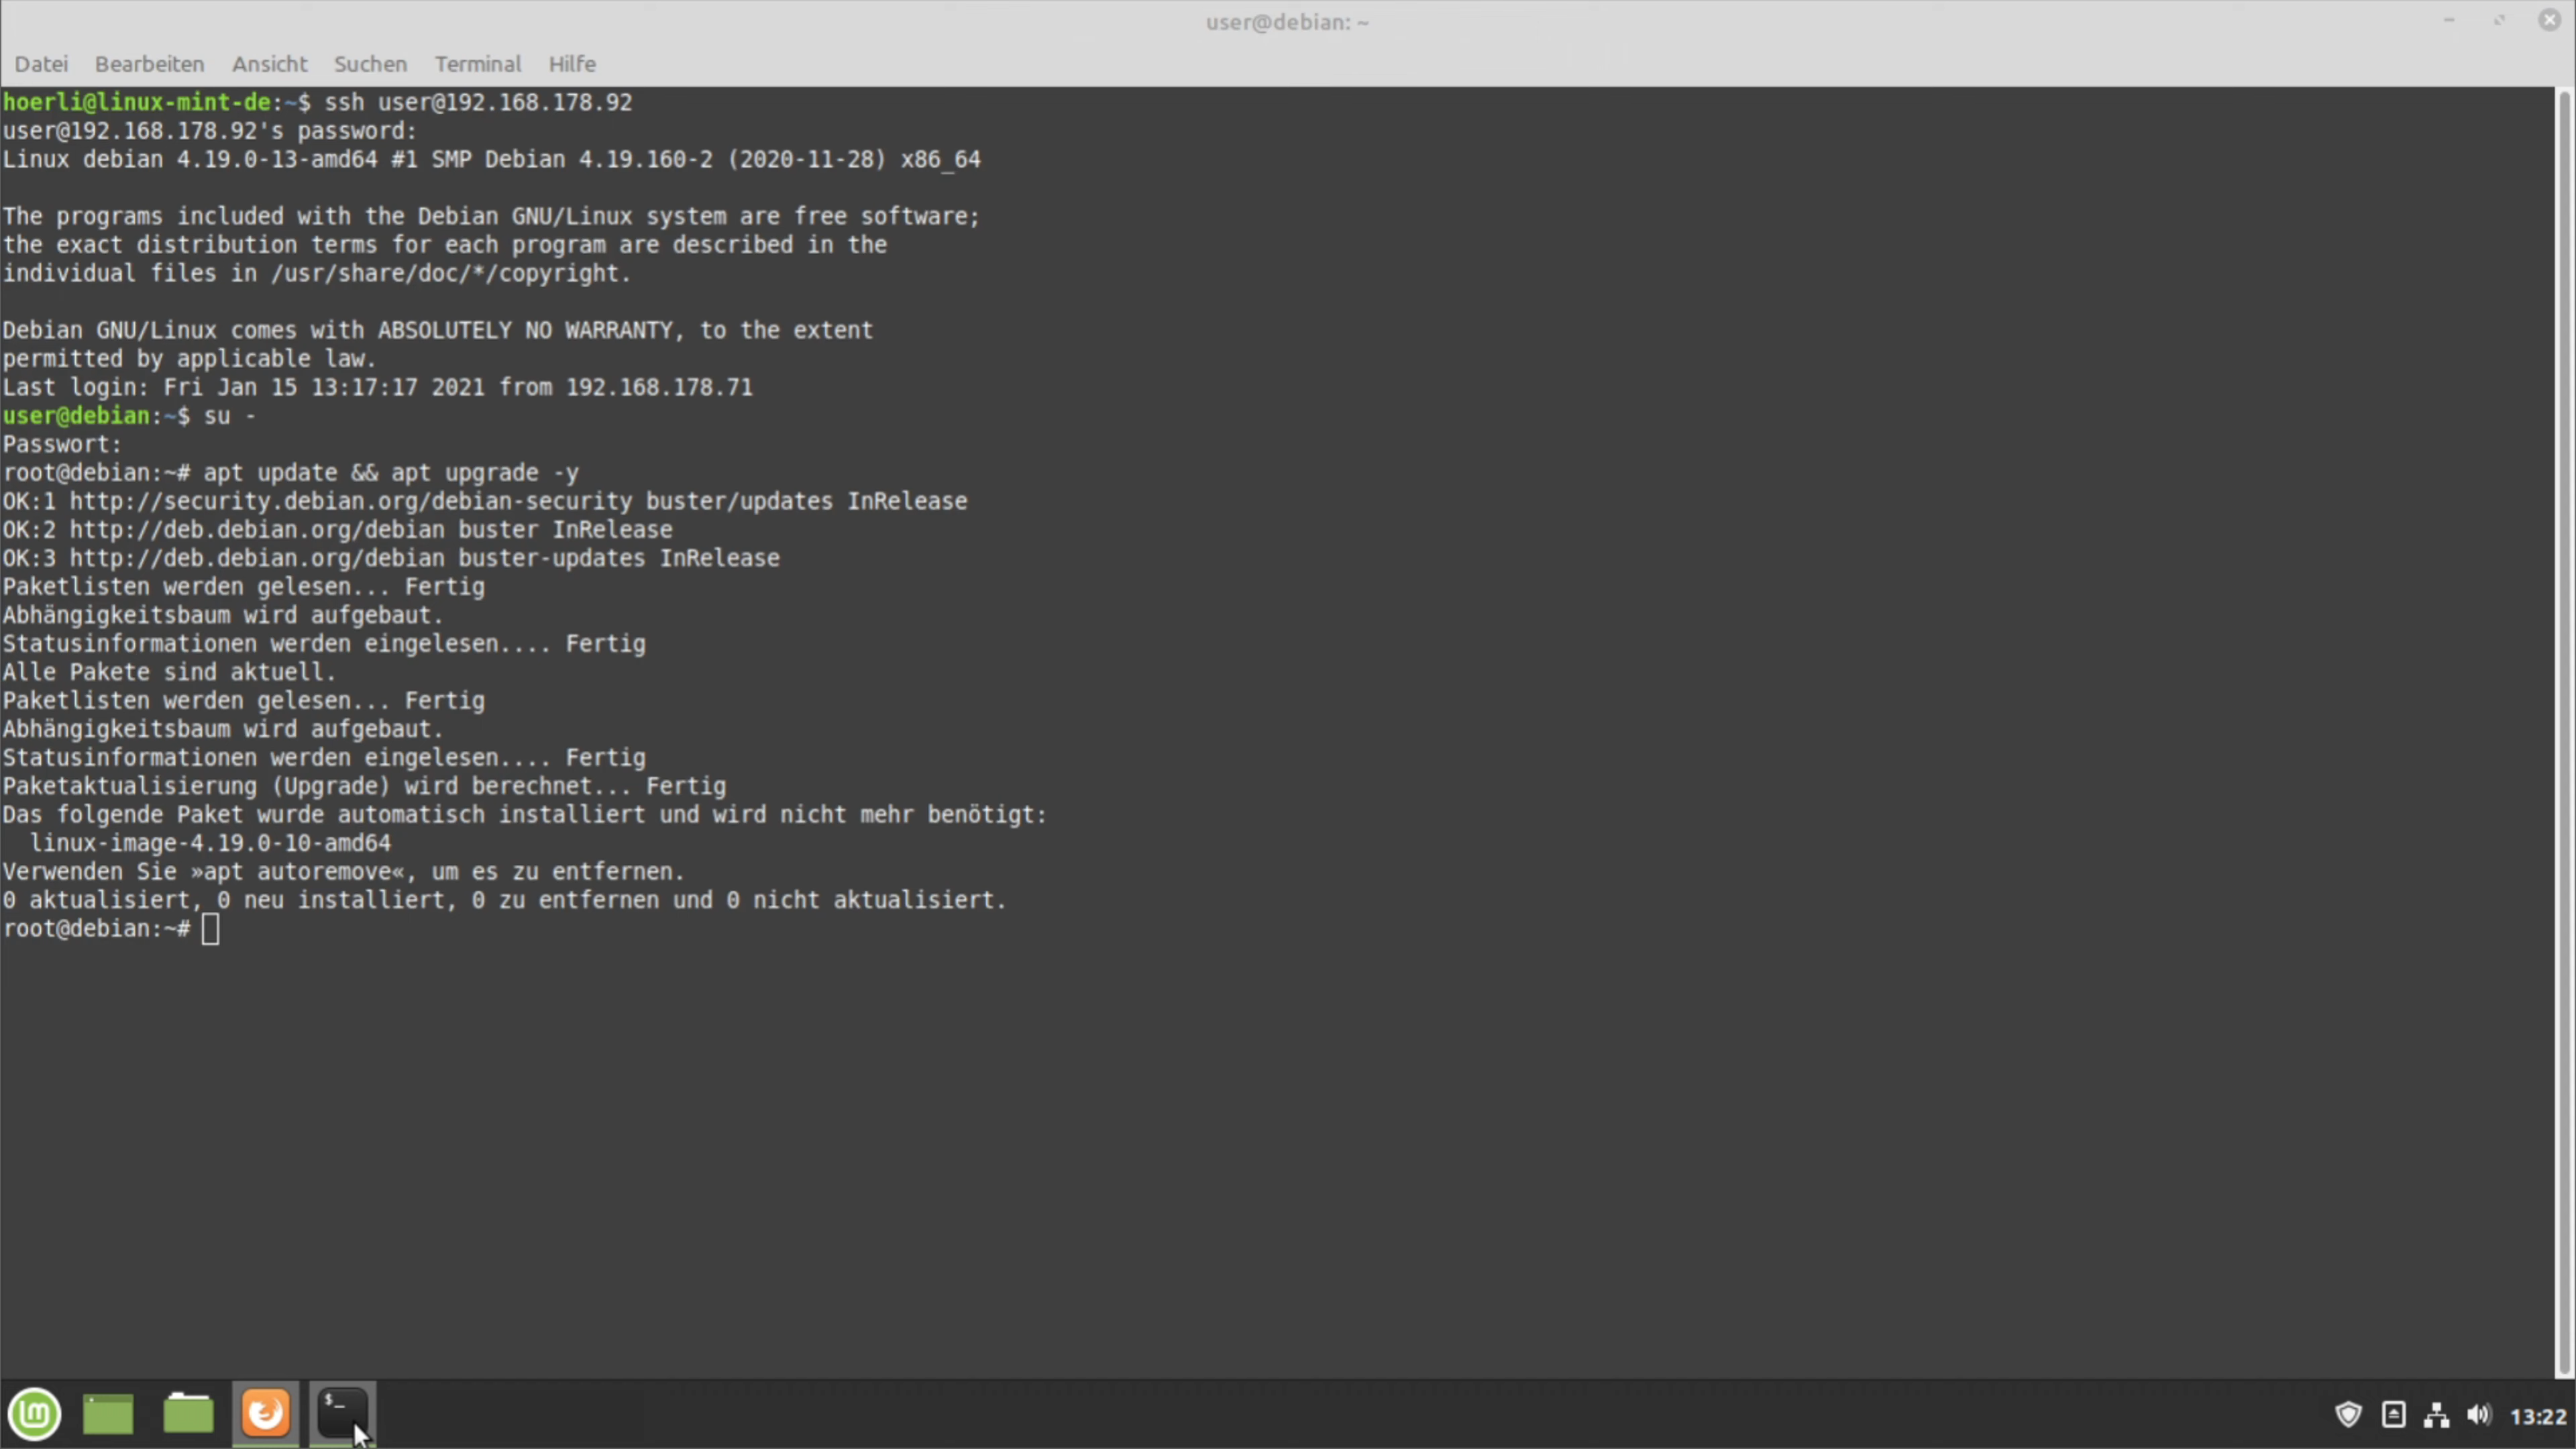 user@debian: ~
Datei Bearbeiten Ansicht Suchen Terminal Hilfe
hoerli@linux-mint-de:~$ ssh user@192.168.178.92
user@192.168.178.92's password:
Linux debian 4.19.0-13-amd64 #1 SMP Debian 4.19.160-2 (2020-11-28) x86_64
The programs included with the Debian GNU/Linux system are free software;
the exact distribution terms for each program are described in the
individual files in /usr/share/doc/*/copyright.
Debian GNU/Linux comes with ABSOLUTELY NO WARRANTY, to the extent
permitted by applicable law.
Last login: Fri Jan 15 13:17:17 2021 from 192.168.178.71
user@debian:~$ su -
Passwort:
root@debian:~# apt update && apt upgrade -y
OK:1 http://security.debian.org/debian-security buster/updates InRelease
OK:2 http://deb.debian.org/debian buster InRelease
OK:3 http://deb.debian.org/debian buster-updates InRelease
Paketlisten werden gelesen... Fertig
Abhängigkeitsbaum wird aufgebaut.
Statusinformationen werden eingelesen.... Fertig
Alle Pakete sind aktuell.
Paketlisten werden gelesen... Fertig
Abhängigkeitsbaum wird aufgebaut.
Statusinformationen werden eingelesen.... Fertig
Paketaktualisierung (Upgrade) wird berechnet... Fertig
Das folgende Paket wurde automatisch installiert und wird nicht mehr benötigt:
  linux-image-4.19.0-10-amd64
Verwenden Sie »apt autoremove«, um es zu entfernen.
0 aktualisiert, 0 neu installiert, 0 zu entfernen und 0 nicht aktualisiert.
root@debian:~#
$_
13:22